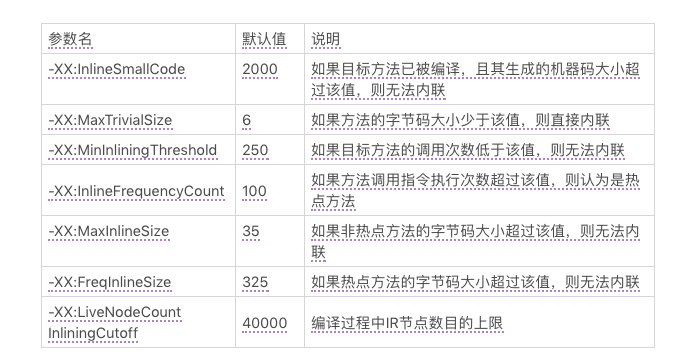 参数名 默认值 说明
-XX:InlineSmallCode 2000 如果目标方法已被编译，且其生成的机器码大小超
过该值，则无法内联
-XX:MaxTrivialSize 6 如果方法的字节码大小少于该值，则直接内联
-XX:MinInliningThreshold 250 如果目标方法的调用次数低于该值，则无法内联
-XX:InlineFrequencyCount 100 如果方法调用指令执行次数超过该值，则认为是热
点方法
-XX:MaxInlineSize 35 如果非热点方法的字节码大小超过该值，则无法内
联
-XX:FreqInlineSize 325 如果热点方法的字节码大小超过该值，则无法内联
-XX:LiveNodeCount
InliningCutoff 40000 编译过程中IR节点数目的上限